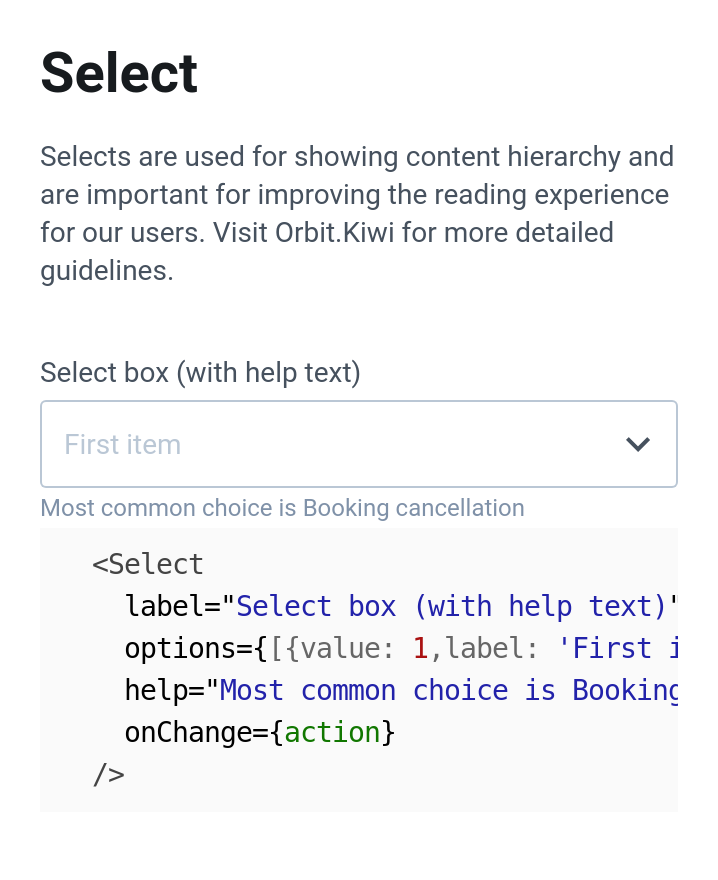 Select
Selects are used for showing content hierarchy and
are important for improving the reading experience
for our users. Visit Orbit.Kiwi for more detailed
guidelines.
Select box (with help text)
First item
Most common choice is Booking cancellation
<Select
label="Select box (with help text)"
options={[{value: 1,label: 'First i
help="Most common choice is Booking
onChange={action}
/>